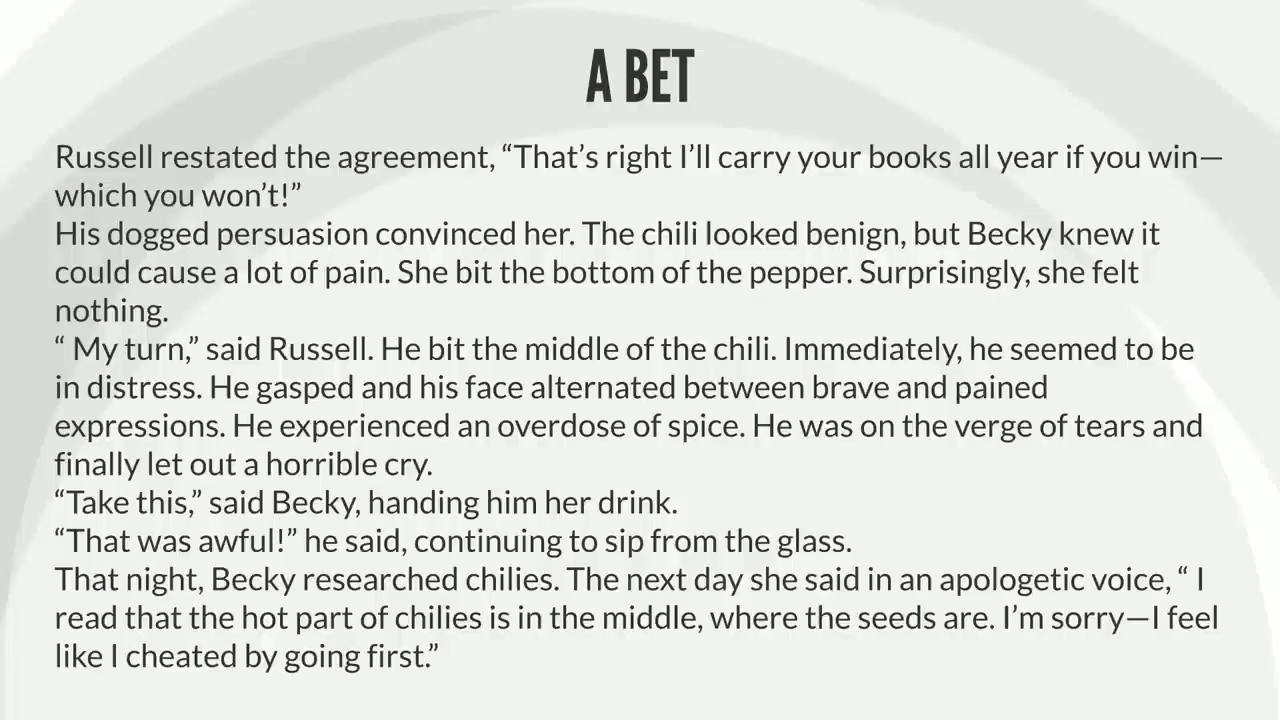 A BET
Russell restated the agreement, “That’s right I’ll carry your books all year if you win—
which you won’t!”
His dogged persuasion convinced her. The chili looked benign, but Becky knew it
could cause a lot of pain. She bit the bottom of the pepper. Surprisingly, she felt
nothing.
“ My turn,” said Russell. He bit the middle of the chili. Immediately, he seemed to be
in distress. He gasped and his face alternated between brave and pained
expressions. He experienced an overdose of spice. He was on the verge of tears and
finally let out a horrible cry.
“Take this,” said Becky, handing him her drink.
“That was awful!” he said, continuing to sip from the glass.
That night, Becky researched chilies. The next day she said in an apologetic voice, “ I
read that the hot part of chilies is in the middle, where the seeds are. I’m sorry—I feel
like I cheated by going first.”